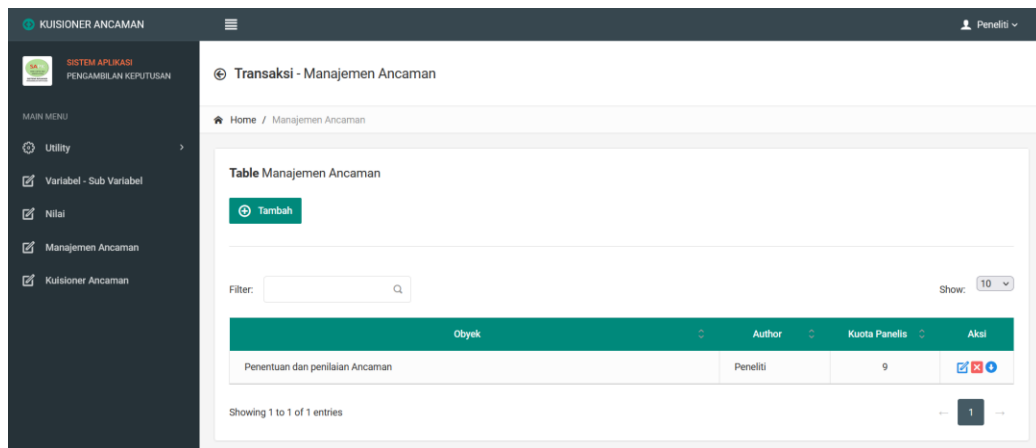 KUISIONER ANCAMAN
Peneliti
SISTEM APLIKASI
PENGAMBILAN KEPUTUSAN
Transaksi - Manajemen Ancaman
MAIN MENU
Home / Manajemen Ancaman
Utility
Variabel - Sub Variabel
Nilai
Manajemen Ancaman
Kuisioner Ancaman
Table Manajemen Ancaman
Tambah
Filter:
Show: 10
Obyek Author Kuota Panelis Aksi
Penentuan dan penilaian Ancaman Peneliti 9
Showing 1 to 1 of 1 entries
← 1 →